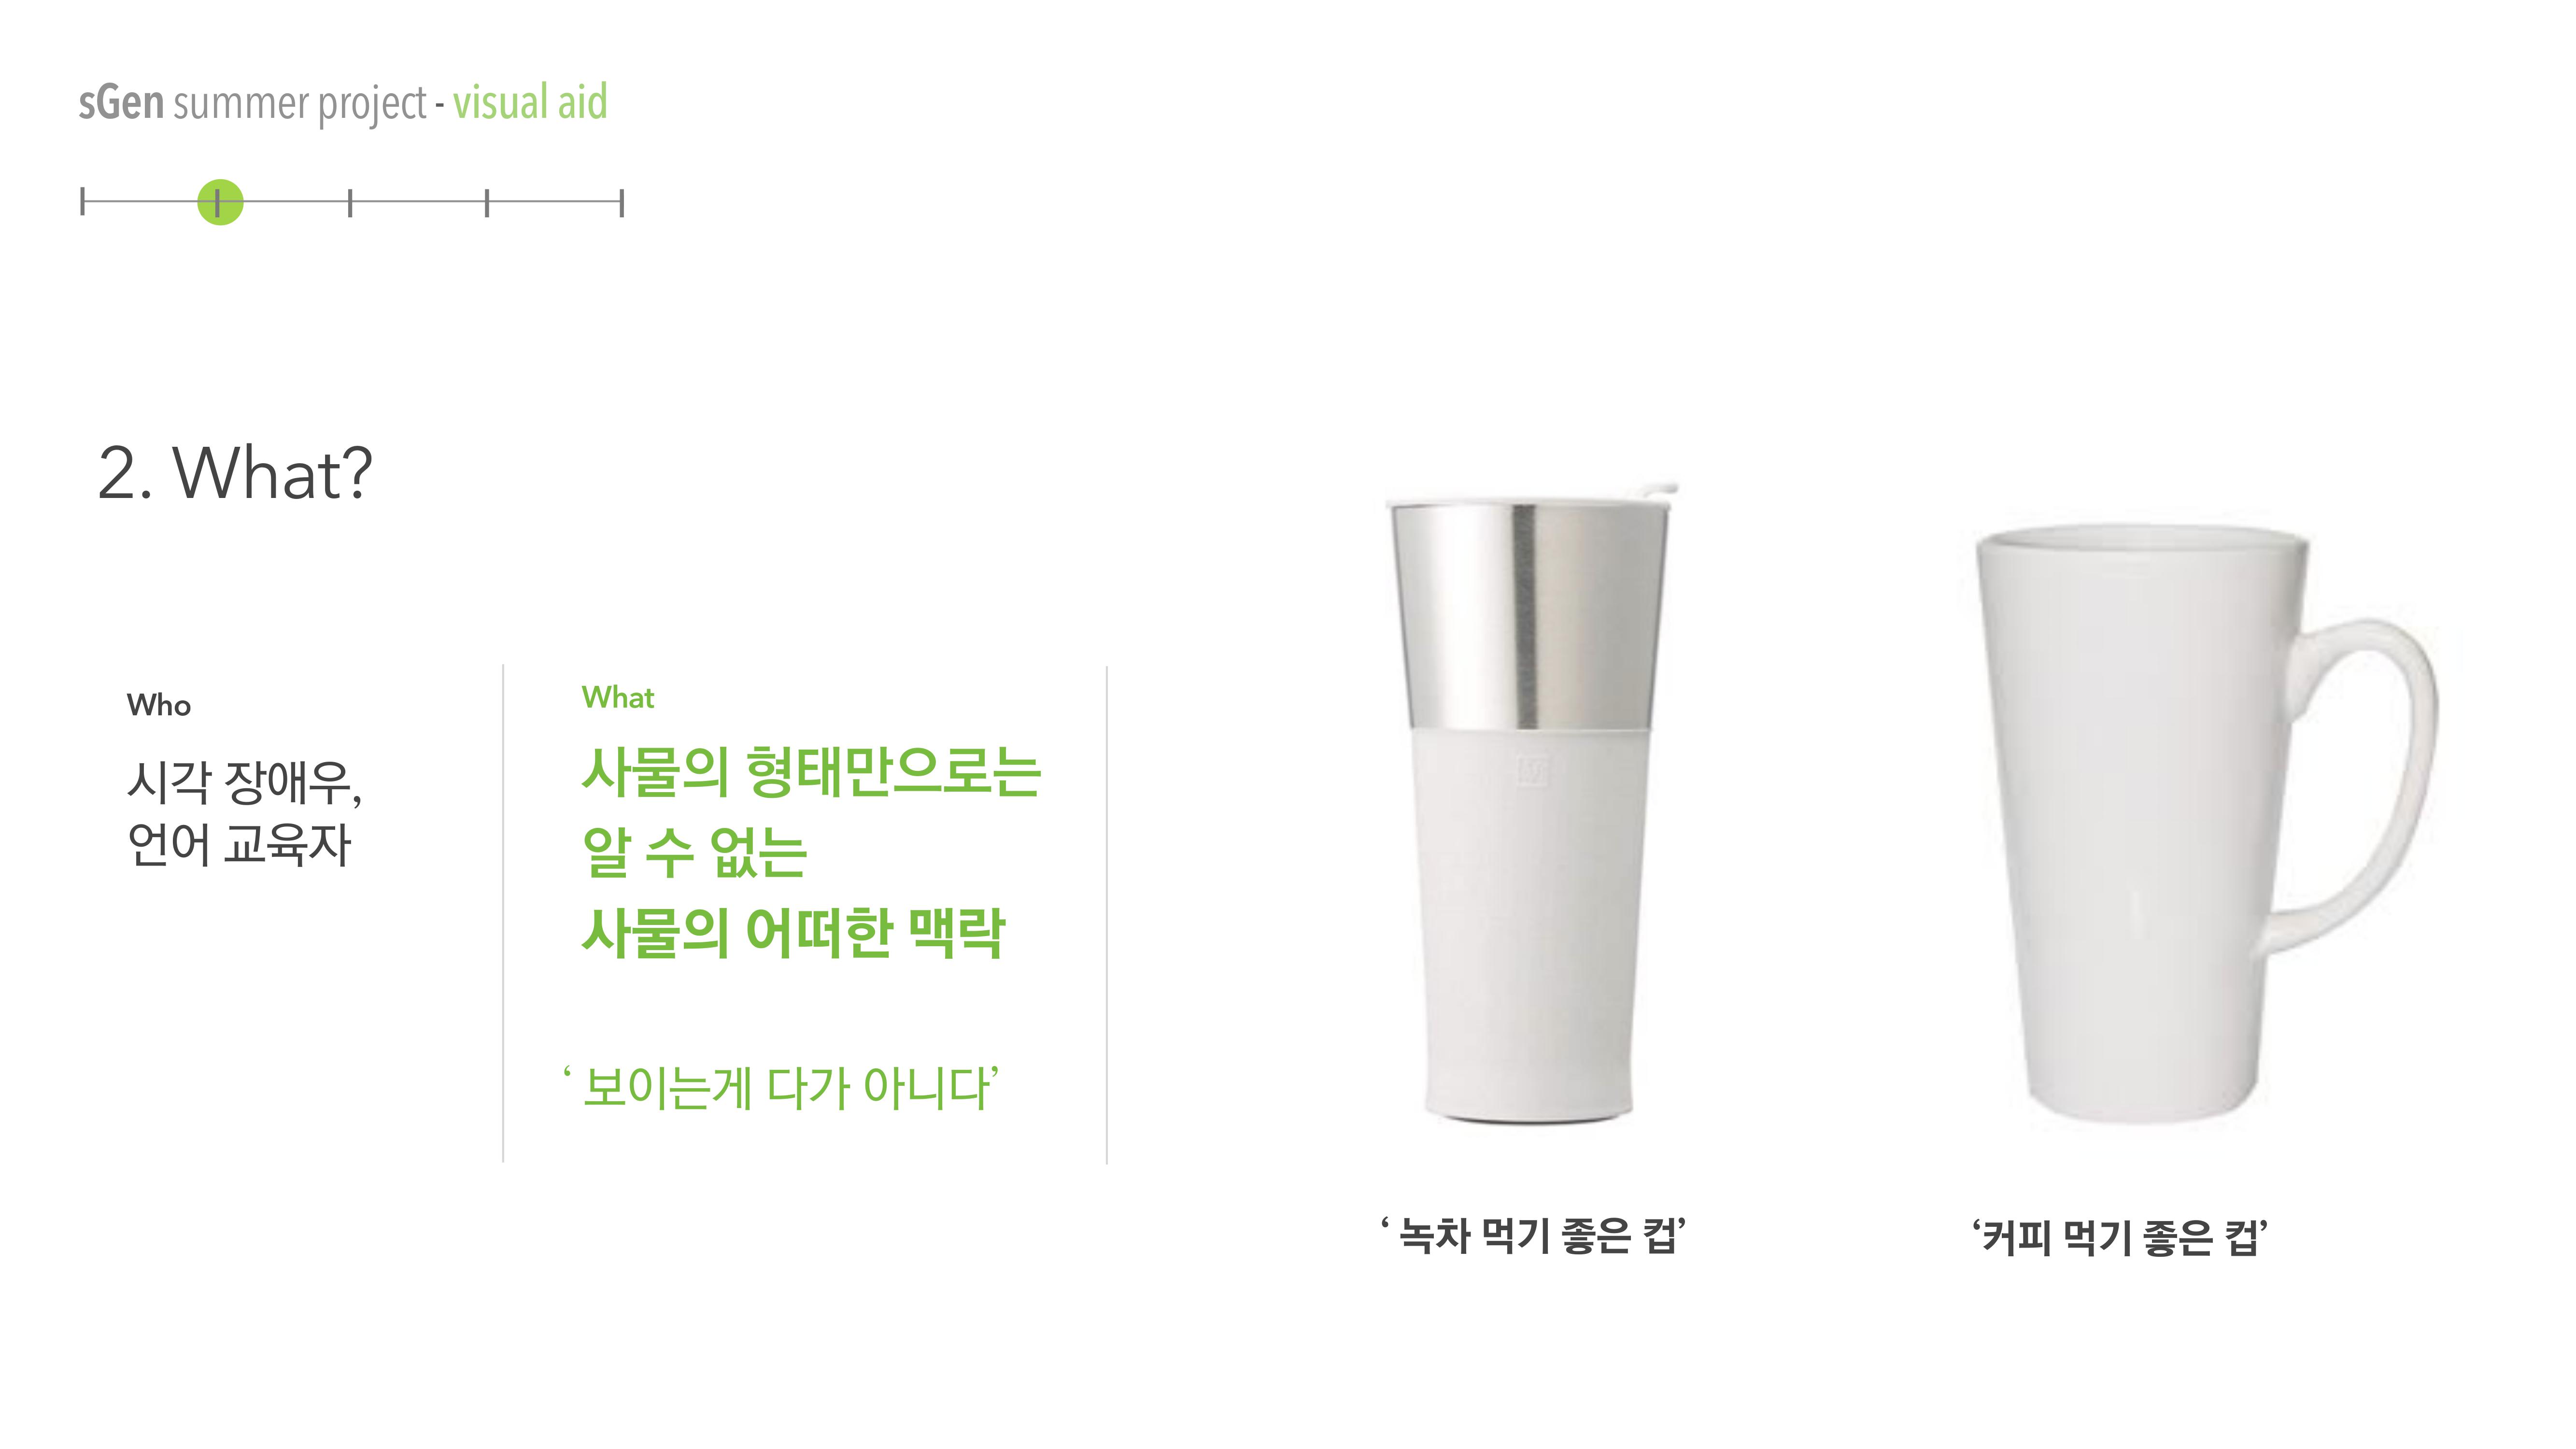 sGen summer project - visual aid
2. What?
Who
시각 장애우,
언어 교육자
What
사물의 형태만으로는
알 수 없는
사물의 어떠한 맥락
‘ 보이는게 다가 아니다’
‘ 녹차 먹기 좋은 컵’
‘커피 먹기 좋은 컵’